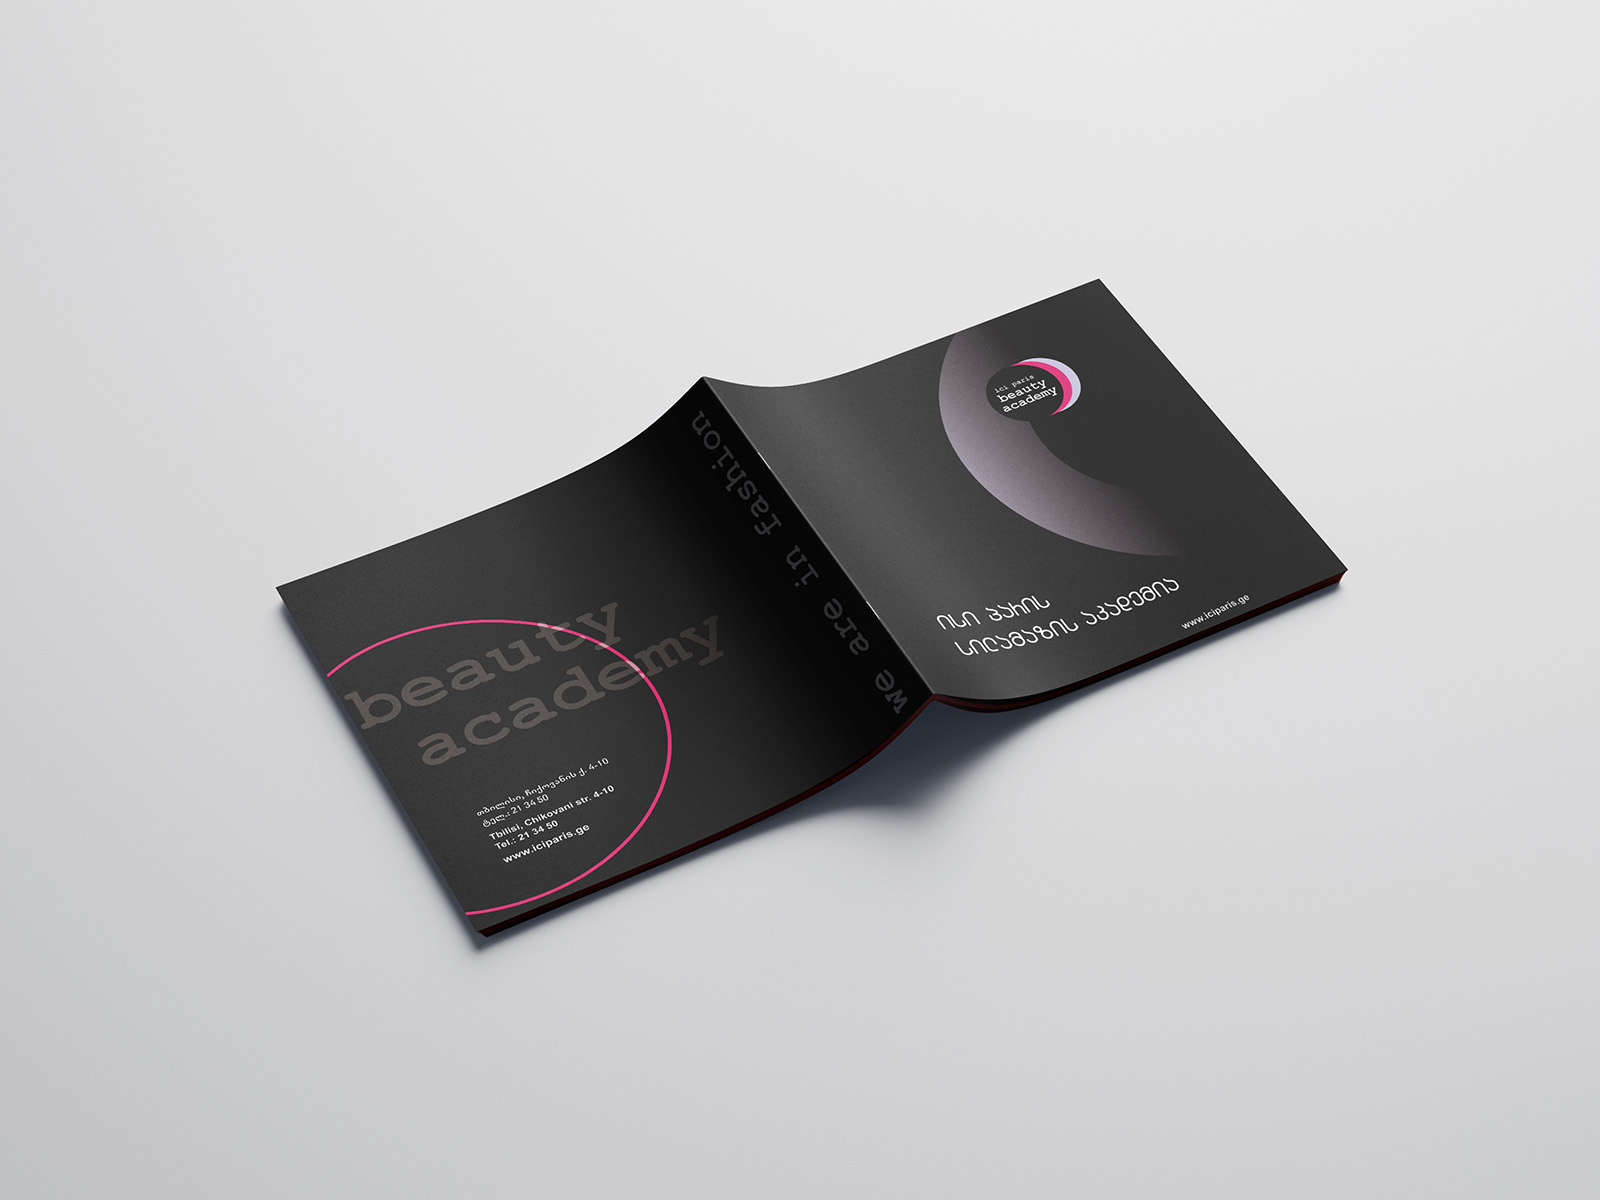 beauty
academy
თბილისი, ჩიქოვანის ქ. 4-10
ტელ.: 21 34 50
Tbilisi, Chikovani str. 4-10
Tel.: 21 34 50
www.iciparis.ge
we are in fashion
ici paris
beauty
academy
ისი პარის
სილამაზის აკადემია
www.iciparis.ge